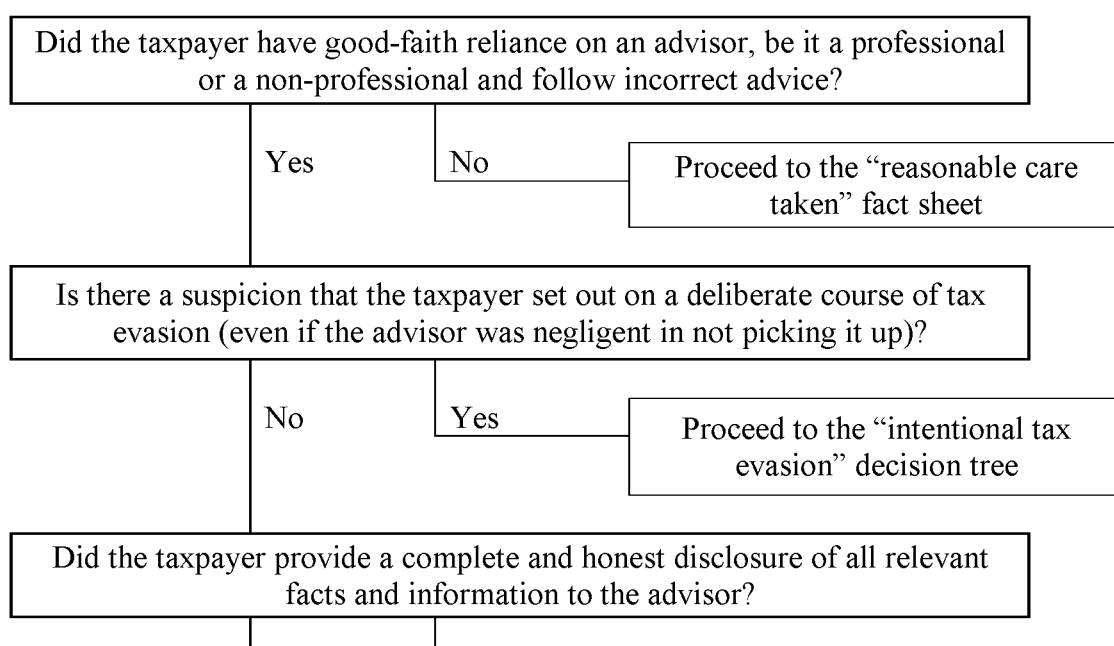 Did the taxpayer have good-faith reliance on an advisor, be it a professional
or a non-professional and follow incorrect advice?
Yes
No
Proceed to the “reasonable care
taken” fact sheet
Is there a suspicion that the taxpayer set out on a deliberate course of tax
evasion (even if the advisor was negligent in not picking it up)?
No
Yes
Proceed to the “intentional tax
evasion” decision tree
Did the taxpayer provide a complete and honest disclosure of all relevant
facts and information to the advisor?